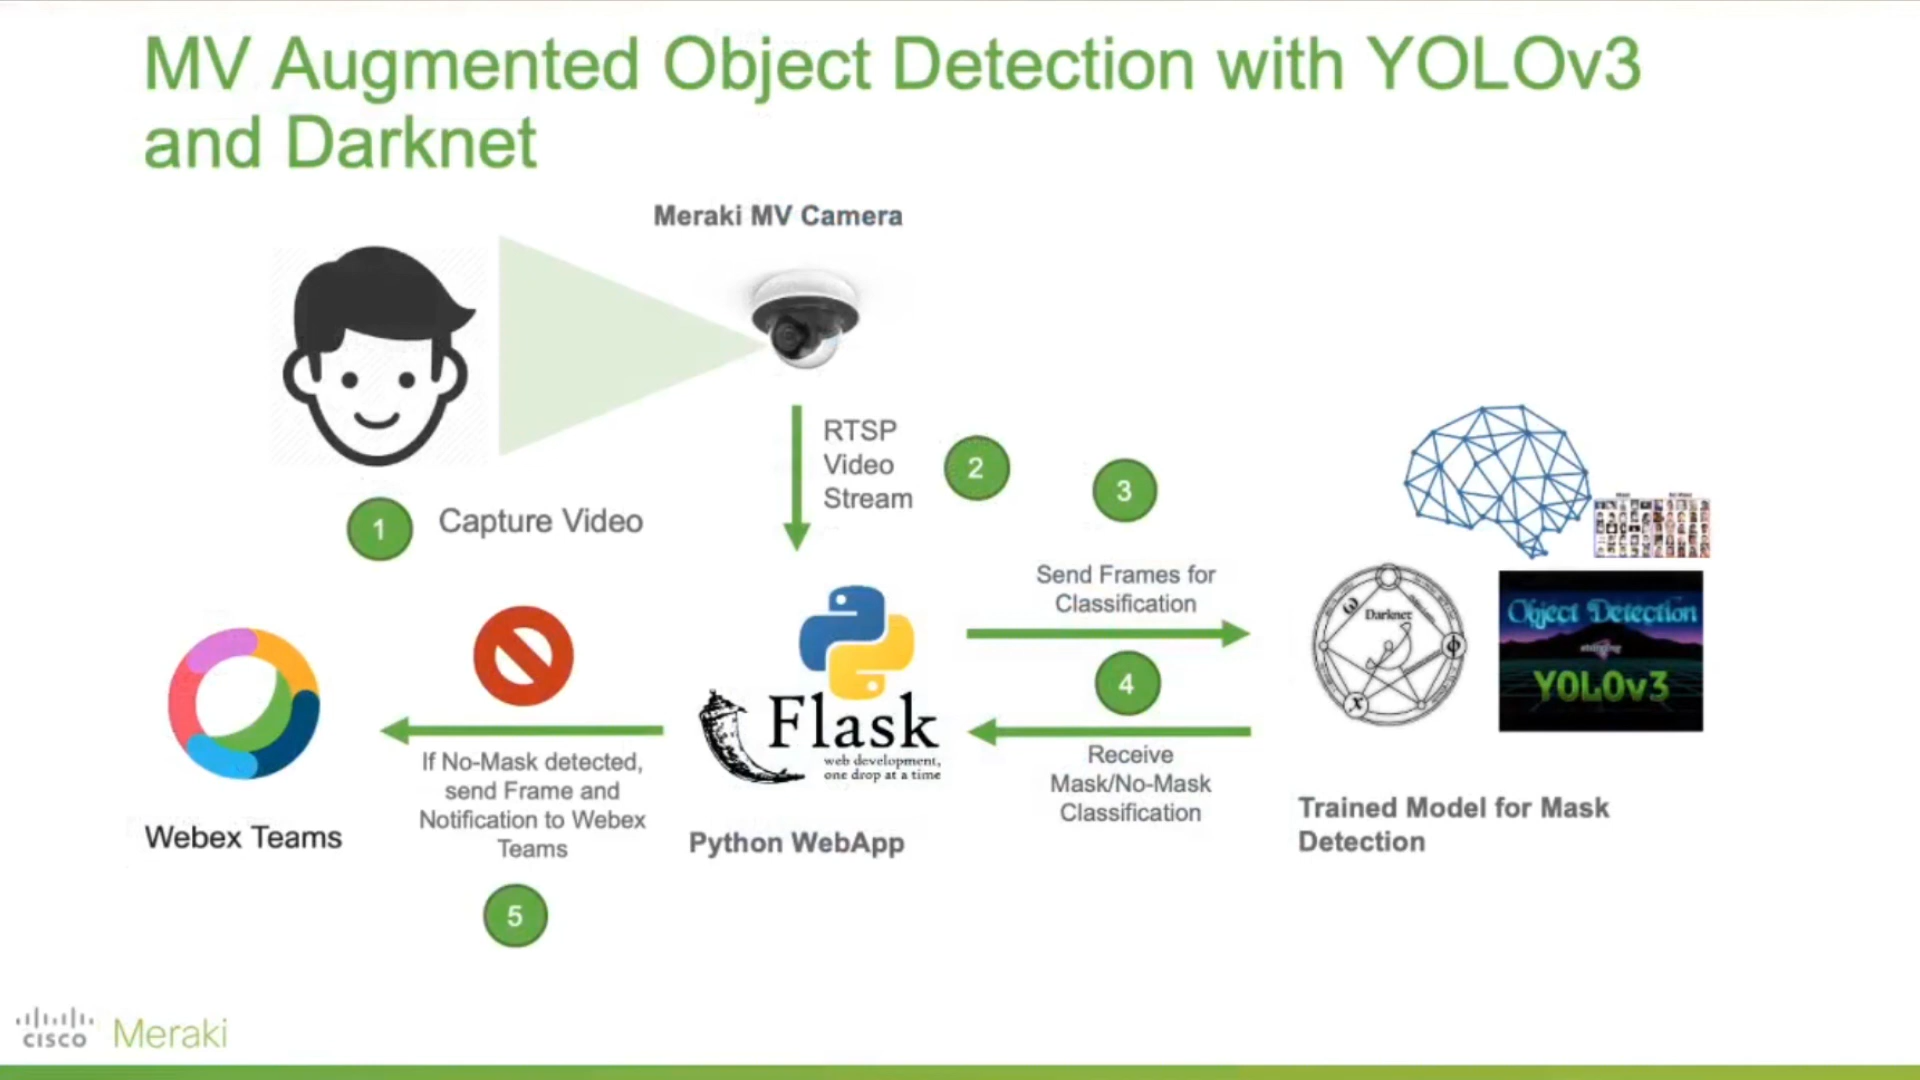 MV Augmented Object Detection with YOLOv3
and Darknet
Meraki MV Camera
RTSP
Video
Stream
2
3
1
Capture Video
Send Frames for
Classification
4
Receive
Mask/No-Mask
Classification
Darknet
Object Detection
YOLOv3
Trained Model for Mask
Detection
Flask
web development,
one drop at a time
Python WebApp
If No-Mask detected,
send Frame and
Notification to Webex
Teams
5
Webex Teams
CISCO Meraki